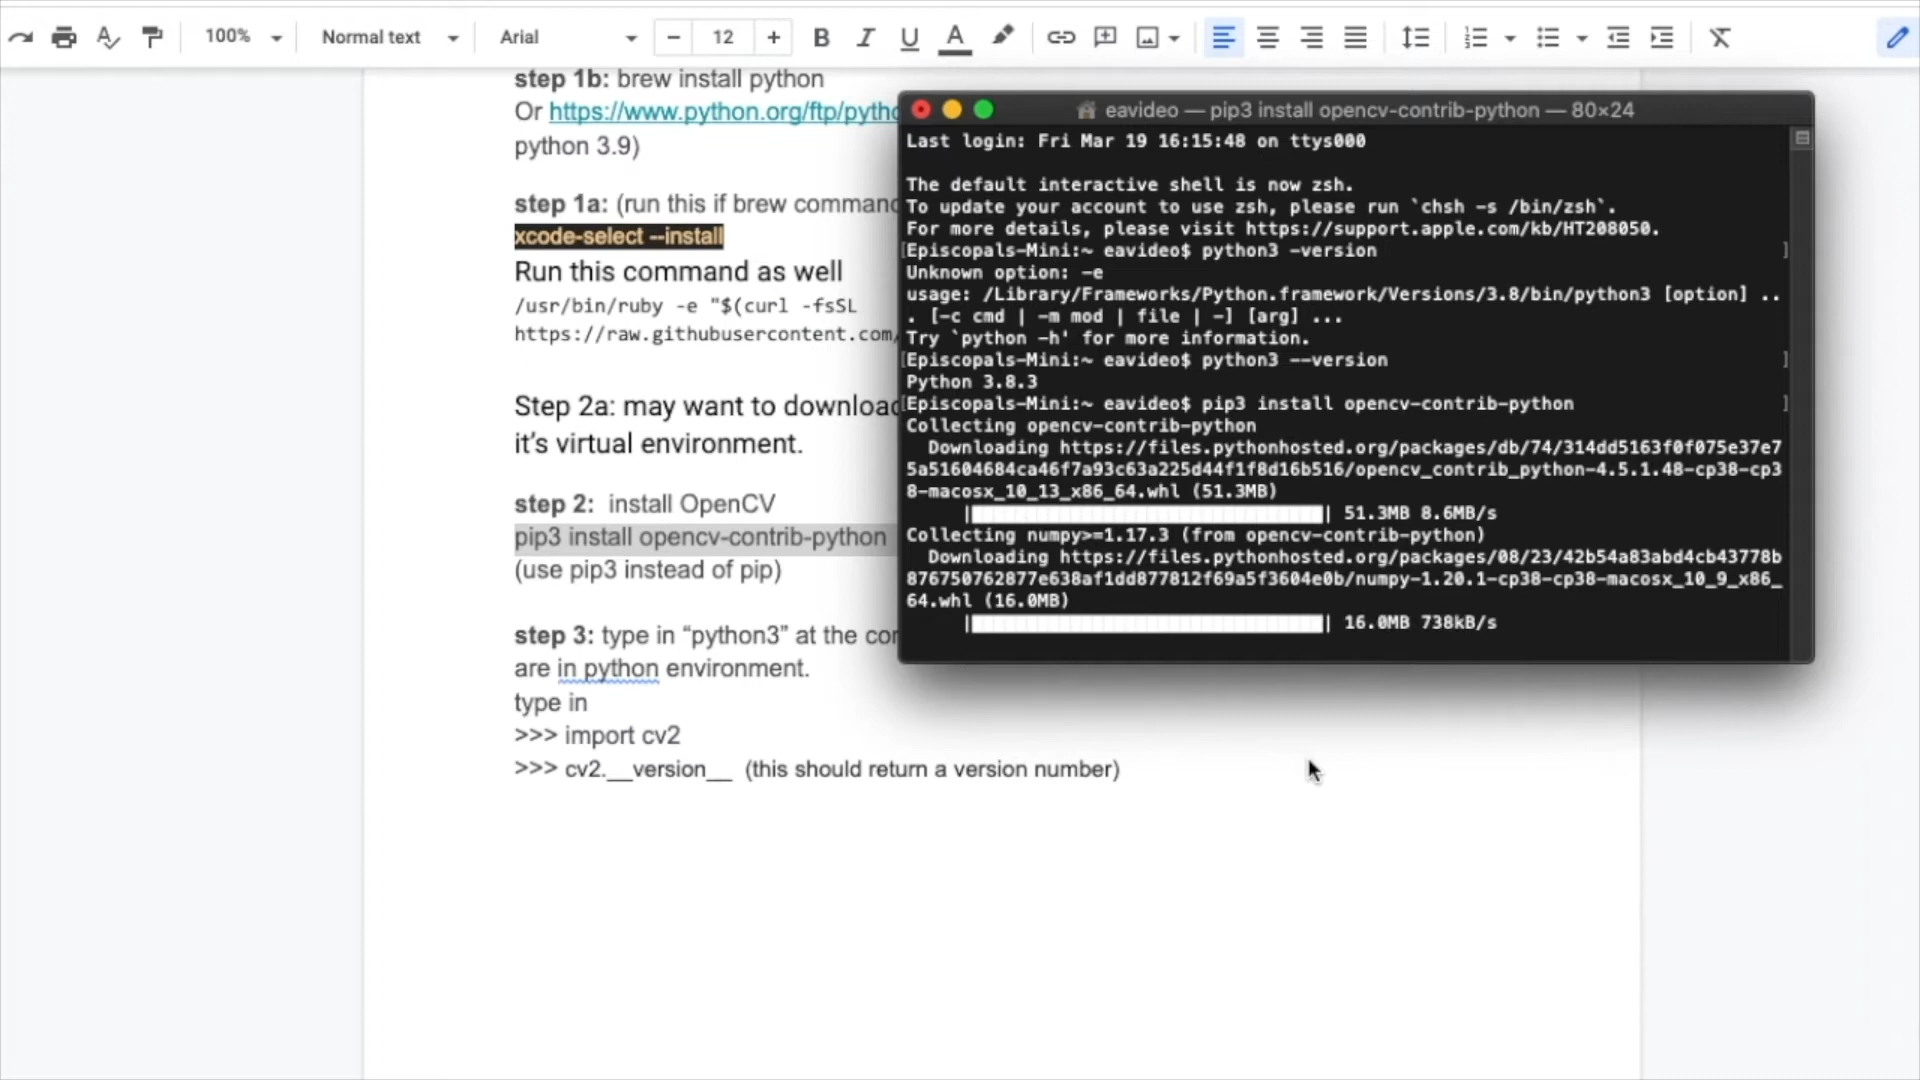 100% Normal text Arial 12 B I U A
step 1b: brew install python
Or https://www.python.org/ftp/pytho
python 3.9)
step 1a: (run this if brew command
xcode-select --install
Run this command as well
/usr/bin/ruby -e "$(curl -fsSL
https://raw.githubusercontent.com/
Step 2a: may want to download
it's virtual environment.
step 2: install OpenCV
pip3 install opencv-contrib-python
(use pip3 instead of pip)
step 3: type in “python3” at the con
are in python environment.
type in
>>> import cv2
>>> cv2.__version__ (this should return a version number)
eavideo — pip3 install opencv-contrib-python — 80×24
Last login: Fri Mar 19 16:15:48 on ttys000
The default interactive shell is now zsh.
To update your account to use zsh, please run `chsh -s /bin/zsh`.
For more details, please visit https://support.apple.com/kb/HT208050.
[Episcopals-Mini:~ eavideo$ python3 -version ]
Unknown option: -e
usage: /Library/Frameworks/Python.framework/Versions/3.8/bin/python3 [option] ..
. [-c cmd | -m mod | file | -] [arg] ...
Try `python -h' for more information.
[Episcopals-Mini:~ eavideo$ python3 --version ]
Python 3.8.3
[Episcopals-Mini:~ eavideo$ pip3 install opencv-contrib-python ]
Collecting opencv-contrib-python
Downloading https://files.pythonhosted.org/packages/db/74/314dd5163f0f075e37e7
5a51604684ca46f7a93c63a225d44f1f8d16b516/opencv_contrib_python-4.5.1.48-cp38-cp3
8-macosx_10_13_x86_64.whl (51.3MB)
| | 51.3MB 8.6MB/s
Collecting numpy>=1.17.3 (from opencv-contrib-python)
Downloading https://files.pythonhosted.org/packages/08/23/42b54a83abd4cb43778b
876750762877e638af1dd877812f69a5f3604e0b/numpy-1.20.1-cp38-cp38-macosx_10_9_x86_
64.whl (16.0MB)
| | 16.0MB 738kB/s